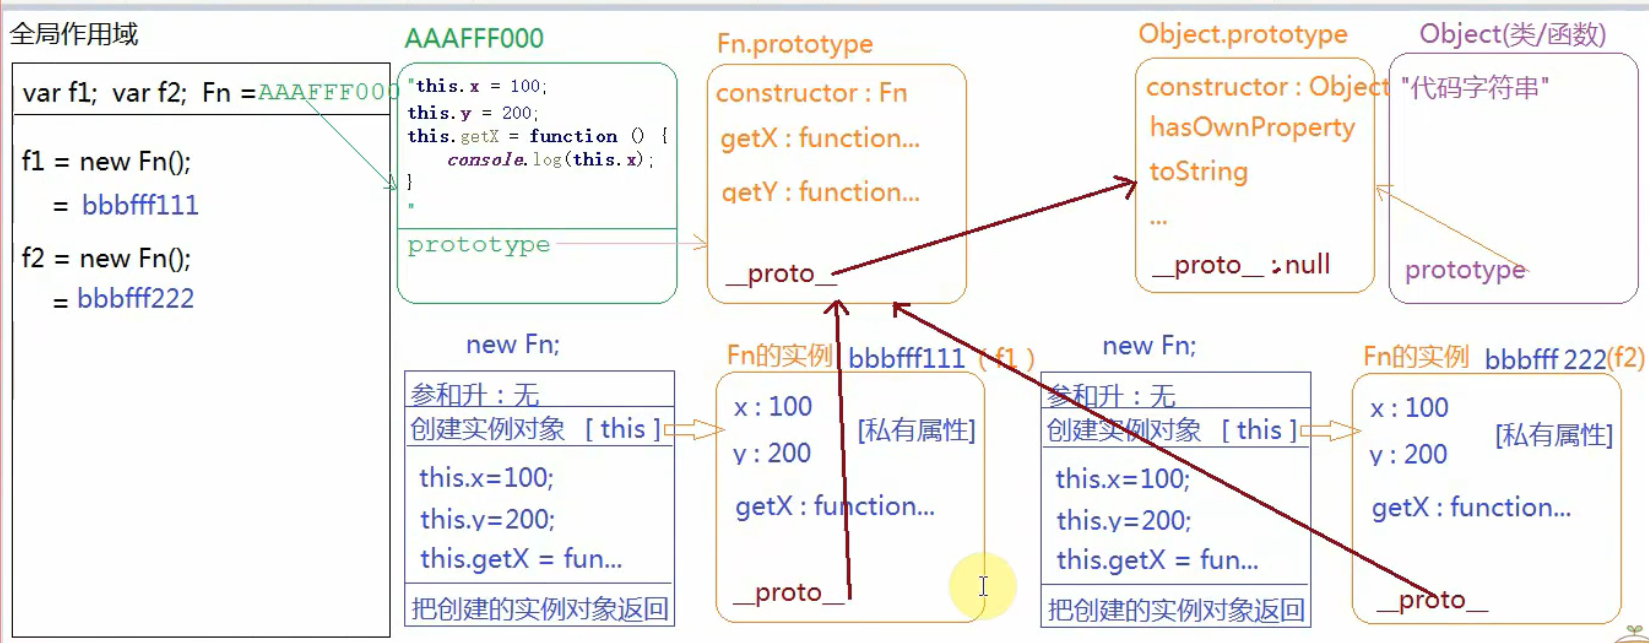 全局作用域
var f1; var f2; Fn =AAAFFF000
f1 = new Fn();
= bbbfff111
f2 = new Fn();
= bbbfff222
AAAFFF000
"this.x = 100;
this.y = 200;
this.getX = function () {
console.log(this.x);
}
"
prototype
Fn.prototype
constructor : Fn
getX : function...
getY : function...
__proto__
Object.prototype
constructor : Object
hasOwnProperty
toString
...
__proto__ : null
Object(类/函数)
"代码字符串"
prototype
new Fn;
参和升：无
创建实例对象 [ this ]
this.x=100;
this.y=200;
this.getX = fun...
把创建的实例对象返回
Fn的实例 bbbfff111 ( f1 )
x : 100
[私有属性]
y : 200
getX : function...
__proto__
new Fn;
参和升：无
创建实例对象 [ this ]
this.x=100;
this.y=200;
this.getX = fun...
把创建的实例对象返回
Fn的实例 bbbfff 222(f2)
x : 100
[私有属性]
y : 200
getX : function...
__proto__